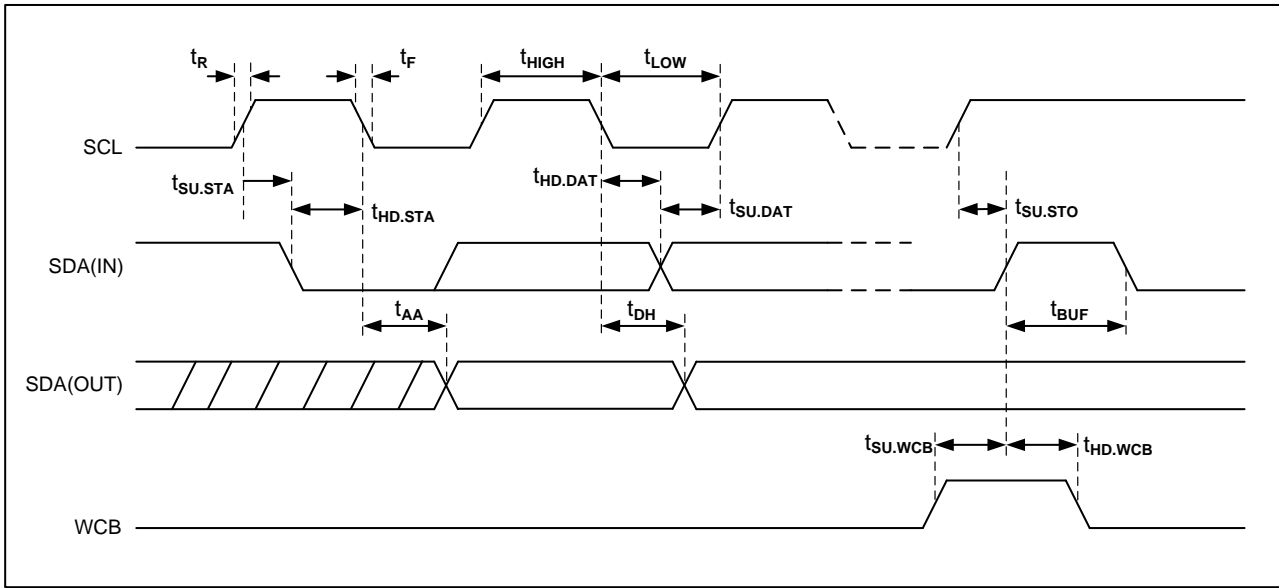 tR
tF
tHIGH
tLOW
SCL
tSU.STA
tHD.STA
tHD.DAT
tSU.DAT
tSU.STO
SDA(IN)
tAA
tDH
tBUF
SDA(OUT)
tSU.WCB
tHD.WCB
WCB